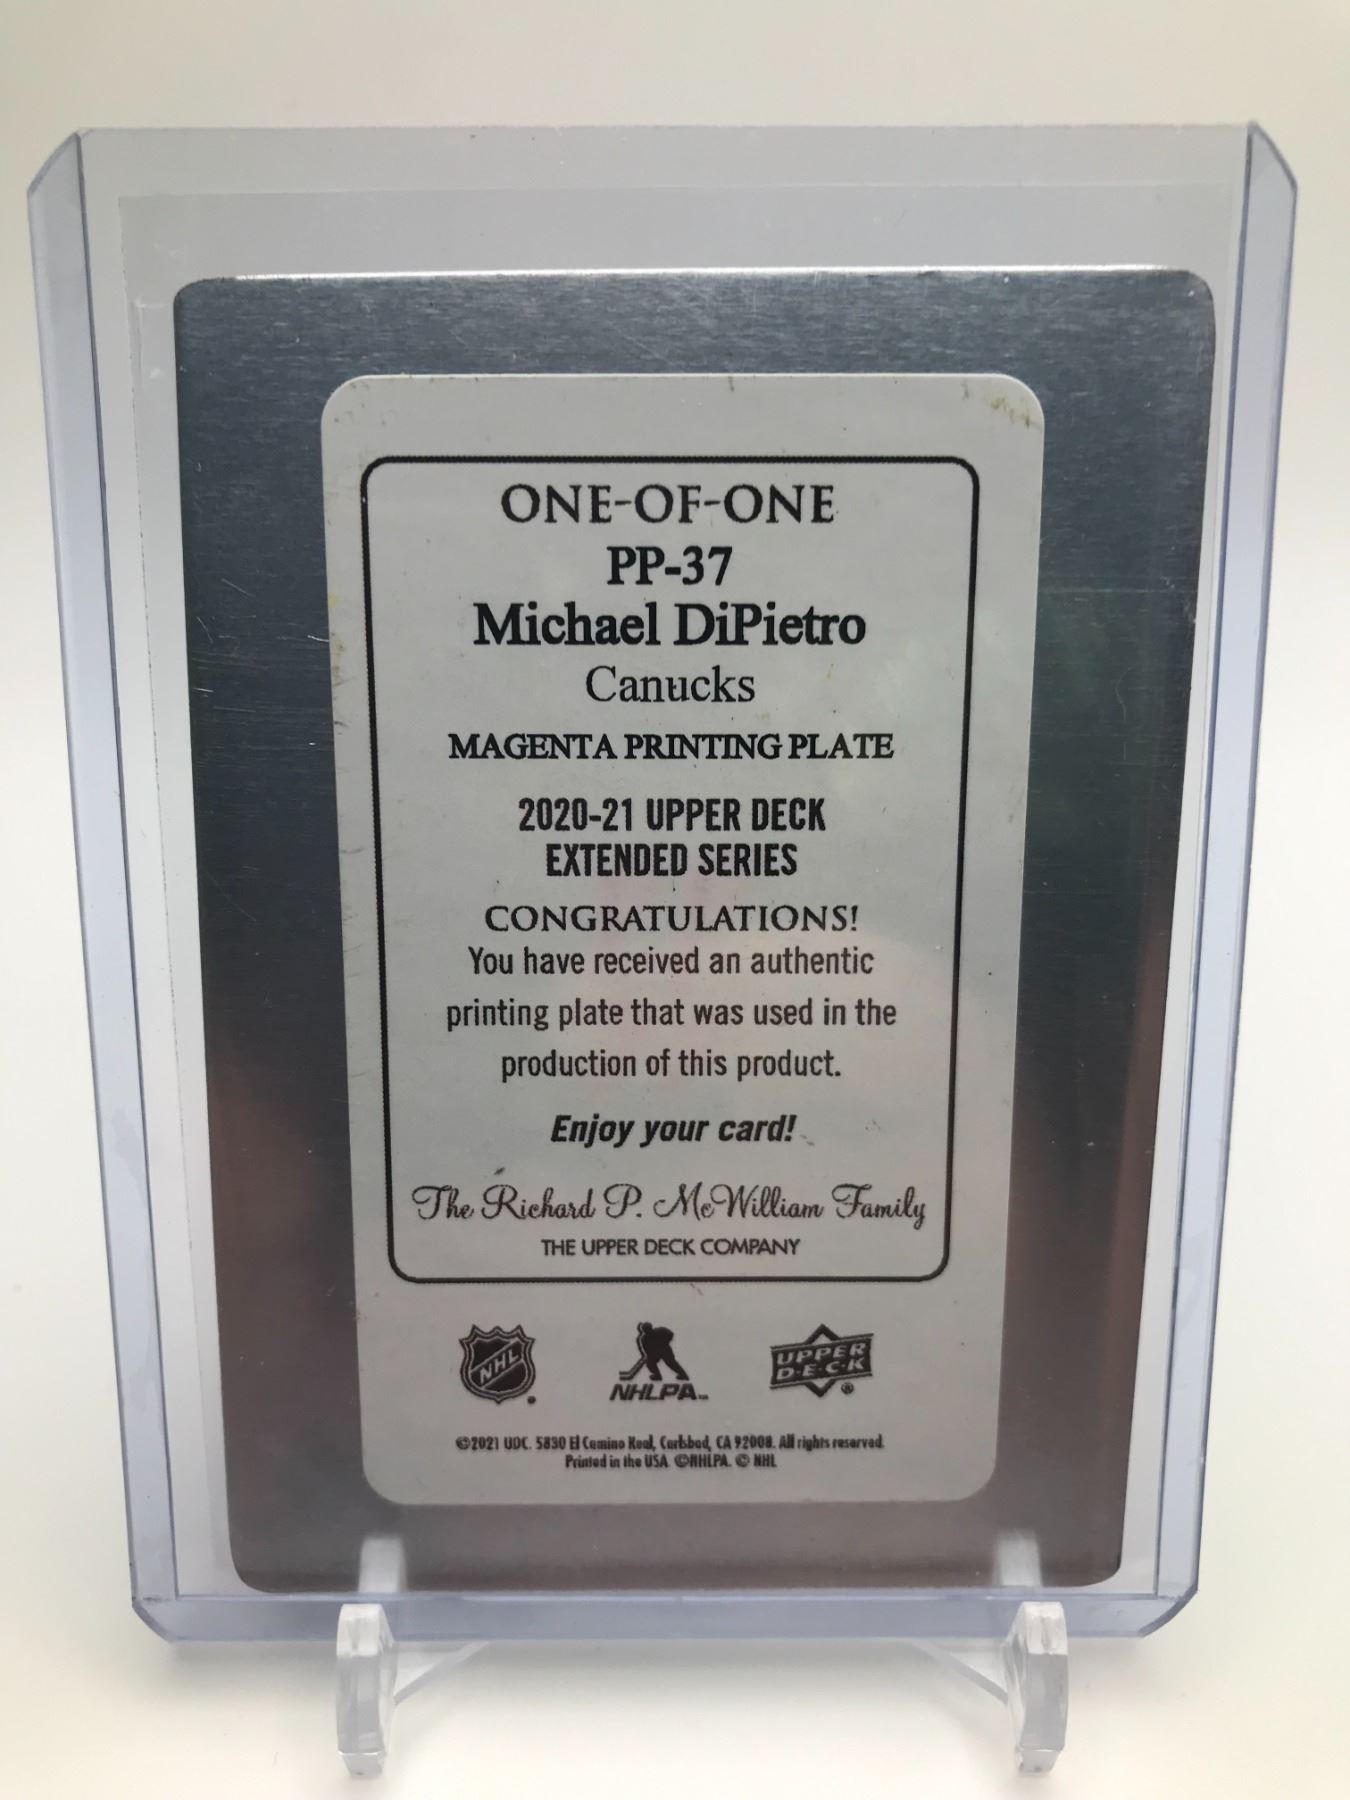 ONE-OF-ONE
PP-37
Michael DiPietro
Canucks
MAGENTA PRINTING PLATE
2020-21 UPPER DECK
EXTENDED SERIES
CONGRATULATIONS!
You have received an authentic
printing plate that was used in the
production of this product.
Enjoy your card!
The Richard P. McWilliam Family
THE UPPER DECK COMPANY
NHL
NHLPA™
UPPER
D·E·C·K
®
©2021 UDC. 5830 El Camino Real, Carlsbad, CA 92008. All rights reserved.
Printed in the USA ©NHLPA. © NHL